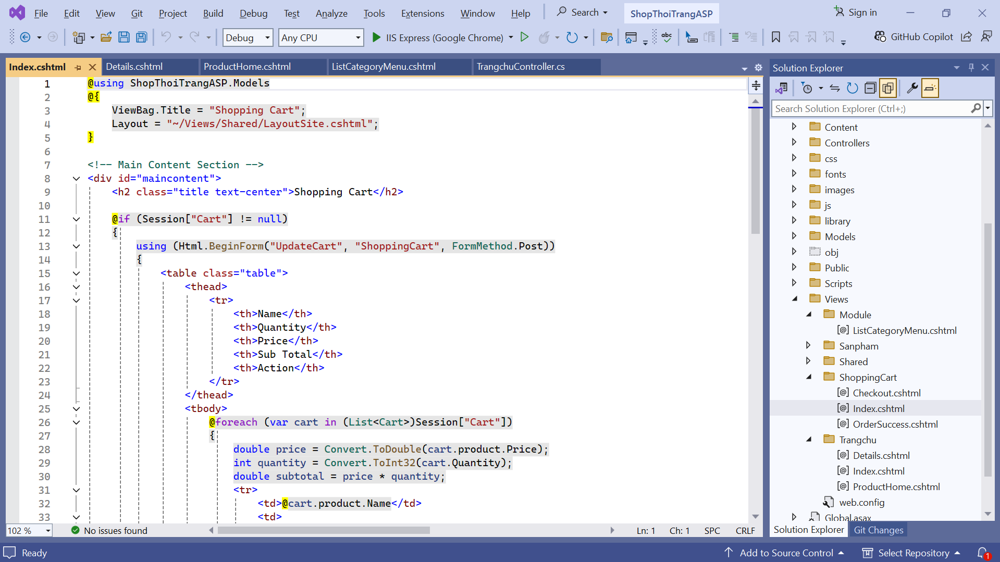 File Edit View Git Project Build Debug Test Analyze Tools Extensions Window Help Search ShopThoiTrangASP Sign in
Debug Any CPU IIS Express (Google Chrome) abc GitHub Copilot
Index.cshtml Details.cshtml ProductHome.cshtml ListCategoryMenu.cshtml TrangchuController.cs
1 @using ShopThoiTrangASP.Models
2 @{
3 ViewBag.Title = "Shopping Cart";
4 Layout = "~/Views/Shared/LayoutSite.cshtml";
5 }
6
7 <!-- Main Content Section -->
8 <div id="maincontent">
9 <h2 class="title text-center">Shopping Cart</h2>
10
11 @if (Session["Cart"] != null)
12 {
13 using (Html.BeginForm("UpdateCart", "ShoppingCart", FormMethod.Post))
14 {
15 <table class="table">
16 <thead>
17 <tr>
18 <th>Name</th>
19 <th>Quantity</th>
20 <th>Price</th>
21 <th>Sub Total</th>
22 <th>Action</th>
23 </tr>
24 </thead>
25 <tbody>
26 @foreach (var cart in (List<Cart>)Session["Cart"])
27 {
28 double price = Convert.ToDouble(cart.product.Price);
29 int quantity = Convert.ToInt32(cart.Quantity);
30 double subtotal = price * quantity;
31 <tr>
32 <td>@cart.product.Name</td>
33 <td>
102 % No issues found Ln: 1 Ch: 1 SPC CRLF
Solution Explorer
Search Solution Explorer (Ctrl+;)
Content
Controllers
css
fonts
images
js
library
Models
obj
Public
Scripts
Views
Module
[@] ListCategoryMenu.cshtml
Sanpham
Shared
ShoppingCart
[@] Checkout.cshtml
[@] Index.cshtml
[@] OrderSuccess.cshtml
Trangchu
[@] Details.cshtml
[@] Index.cshtml
[@] ProductHome.cshtml
web.config
Global.asax
Solution Explorer Git Changes
Ready Add to Source Control Select Repository 1